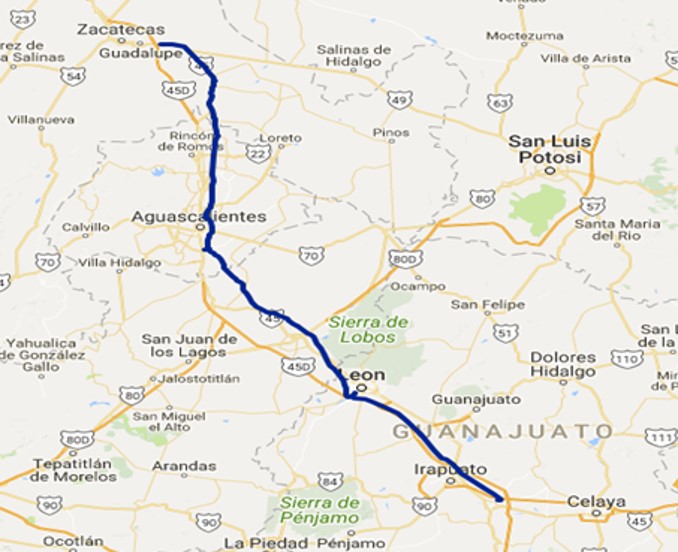 Venado
23
Zacatecas
Guadalupe
Moctezuma
rez de
a Salinas
Salinas de
Hidalgo
Villa de Arista
54
45D
49
63
Villanueva
Rincón
de Romos
Loreto
Pinos
22
San Luis
Potosi
80
57
Aguascalientes
Calvillo
Santa Maria
del Rio
70
Villa Hidalgo
70
80D
Ocampo
San Felipe
45
Sierra de
Lobos
51
Yahualica
de González
Gallo
San Juan de
los Lagos
45D
Leon
Dolores
Hidalgo
110
San L
de la
Jalostotitlán
80
Guanajuato
San Miguel
el Alto
GUANAJUATO
111
80D
Tepatitlán
de Morelos
Arandas
Irapuato
84
Sierra de
Pénjamo
90
90
90
Celaya
45
Ocotlán
La Piedad
Pénjamo